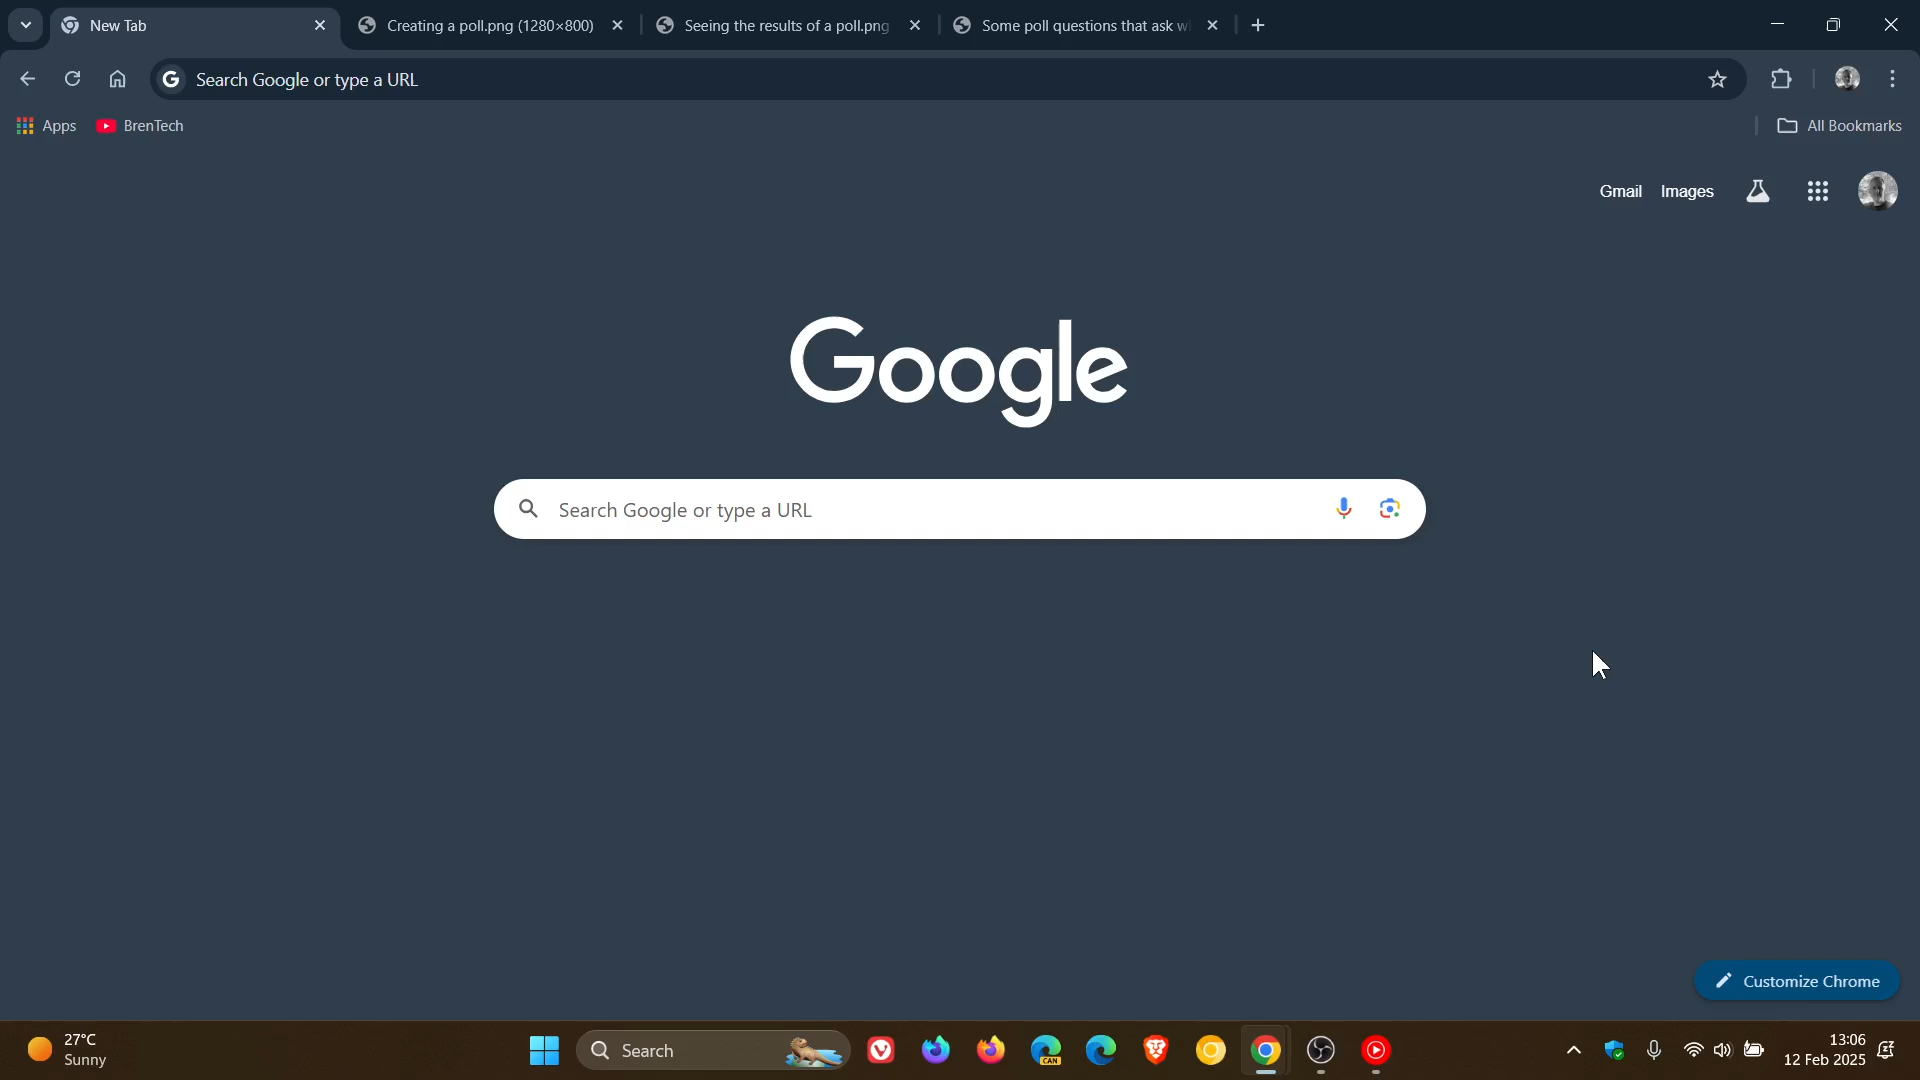 New Tab
Creating a poll.png (1280×800)
Seeing the results of a poll.png
Some poll questions that ask w
Search Google or type a URL
Apps
BrenTech
All Bookmarks
Gmail
Images
Google
Search Google or type a URL
Customize Chrome
27°C
Sunny
Search
CAN
13:06
12 Feb 2025